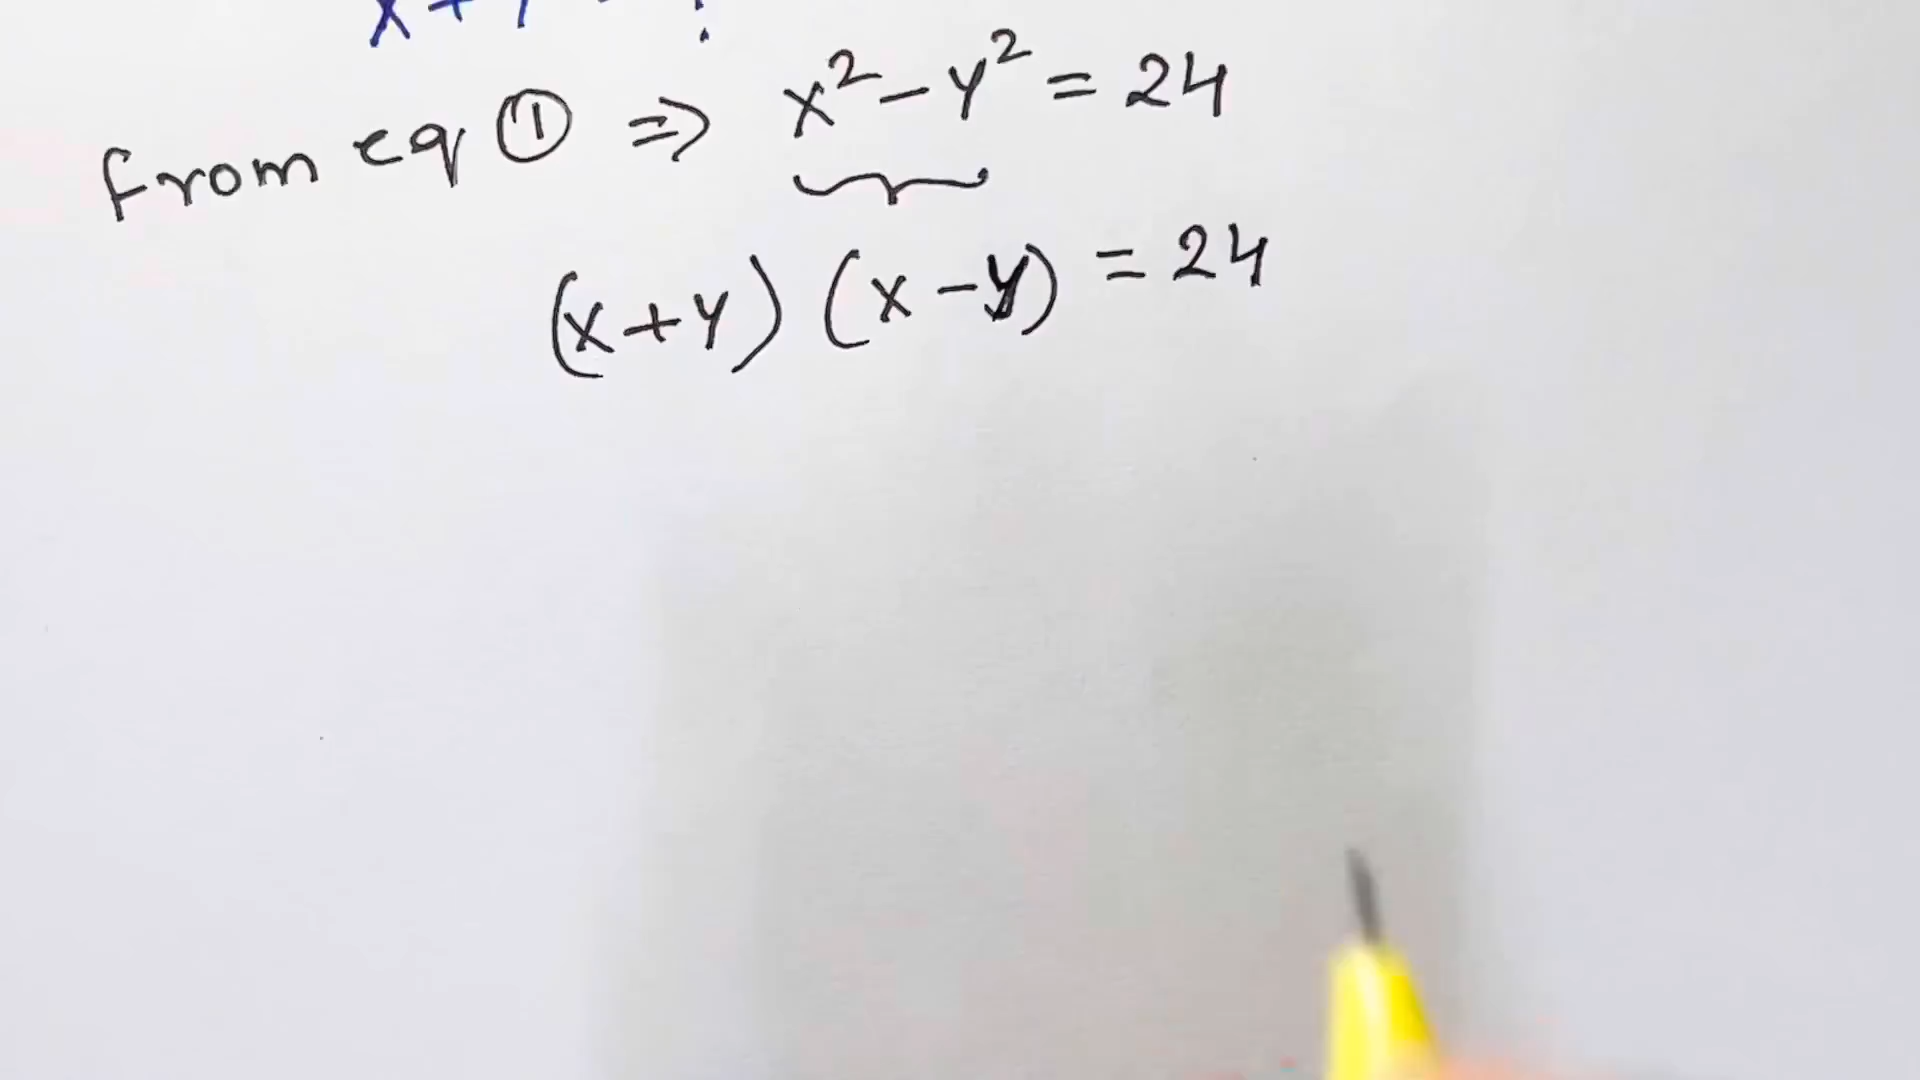 x + y = ?
from eq ① ⇒ x² - y² = 24
(x+y) (x-y) = 24